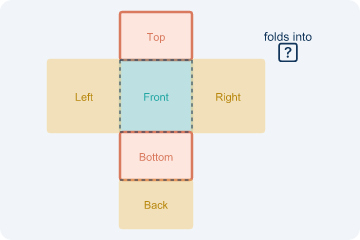 Top
folds into
?
Left
Front
Right
Bottom
Back